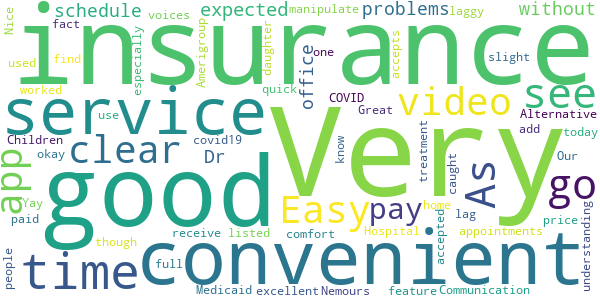 Nice
schedule
fact
voices
expected
manipulate
problems
laggy
without
insurance
used
find
especially
Amerigroup
daughter
one
accepts
slight
worked
quick
office
COVID
video
see
service
Very
Great
Alternative
use
add
today
Children
clear
covid19
okay
Dr
know
treatment
caught
Our
app
good
As
go
Yay
Easy
pay
home
lag
price
paid
receive
listed
Hospital
accepted
appointments
understanding
though
comfort
people
time
convenient
full
Medicaid
excellent
Nemours
feature
Communication